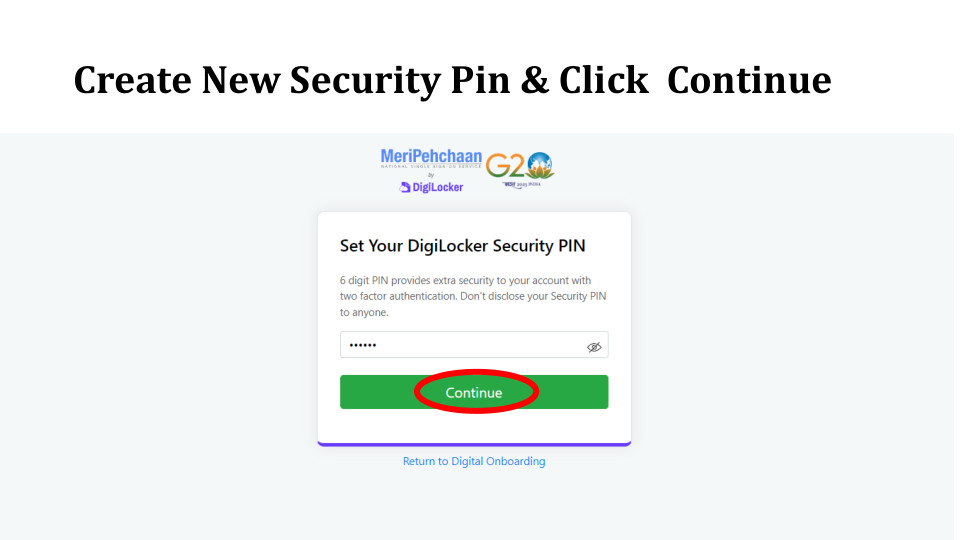 Create New Security Pin & Click Continue
MeriPehchaan
NATIONAL SINGLE SIGN-ON SERVICE
by
DigiLocker
G20
Set Your DigiLocker Security PIN
6 digit PIN provides extra security to your account with
two factor authentication. Don't disclose your Security PIN
to anyone.
••••••
Continue
Return to Digital Onboarding